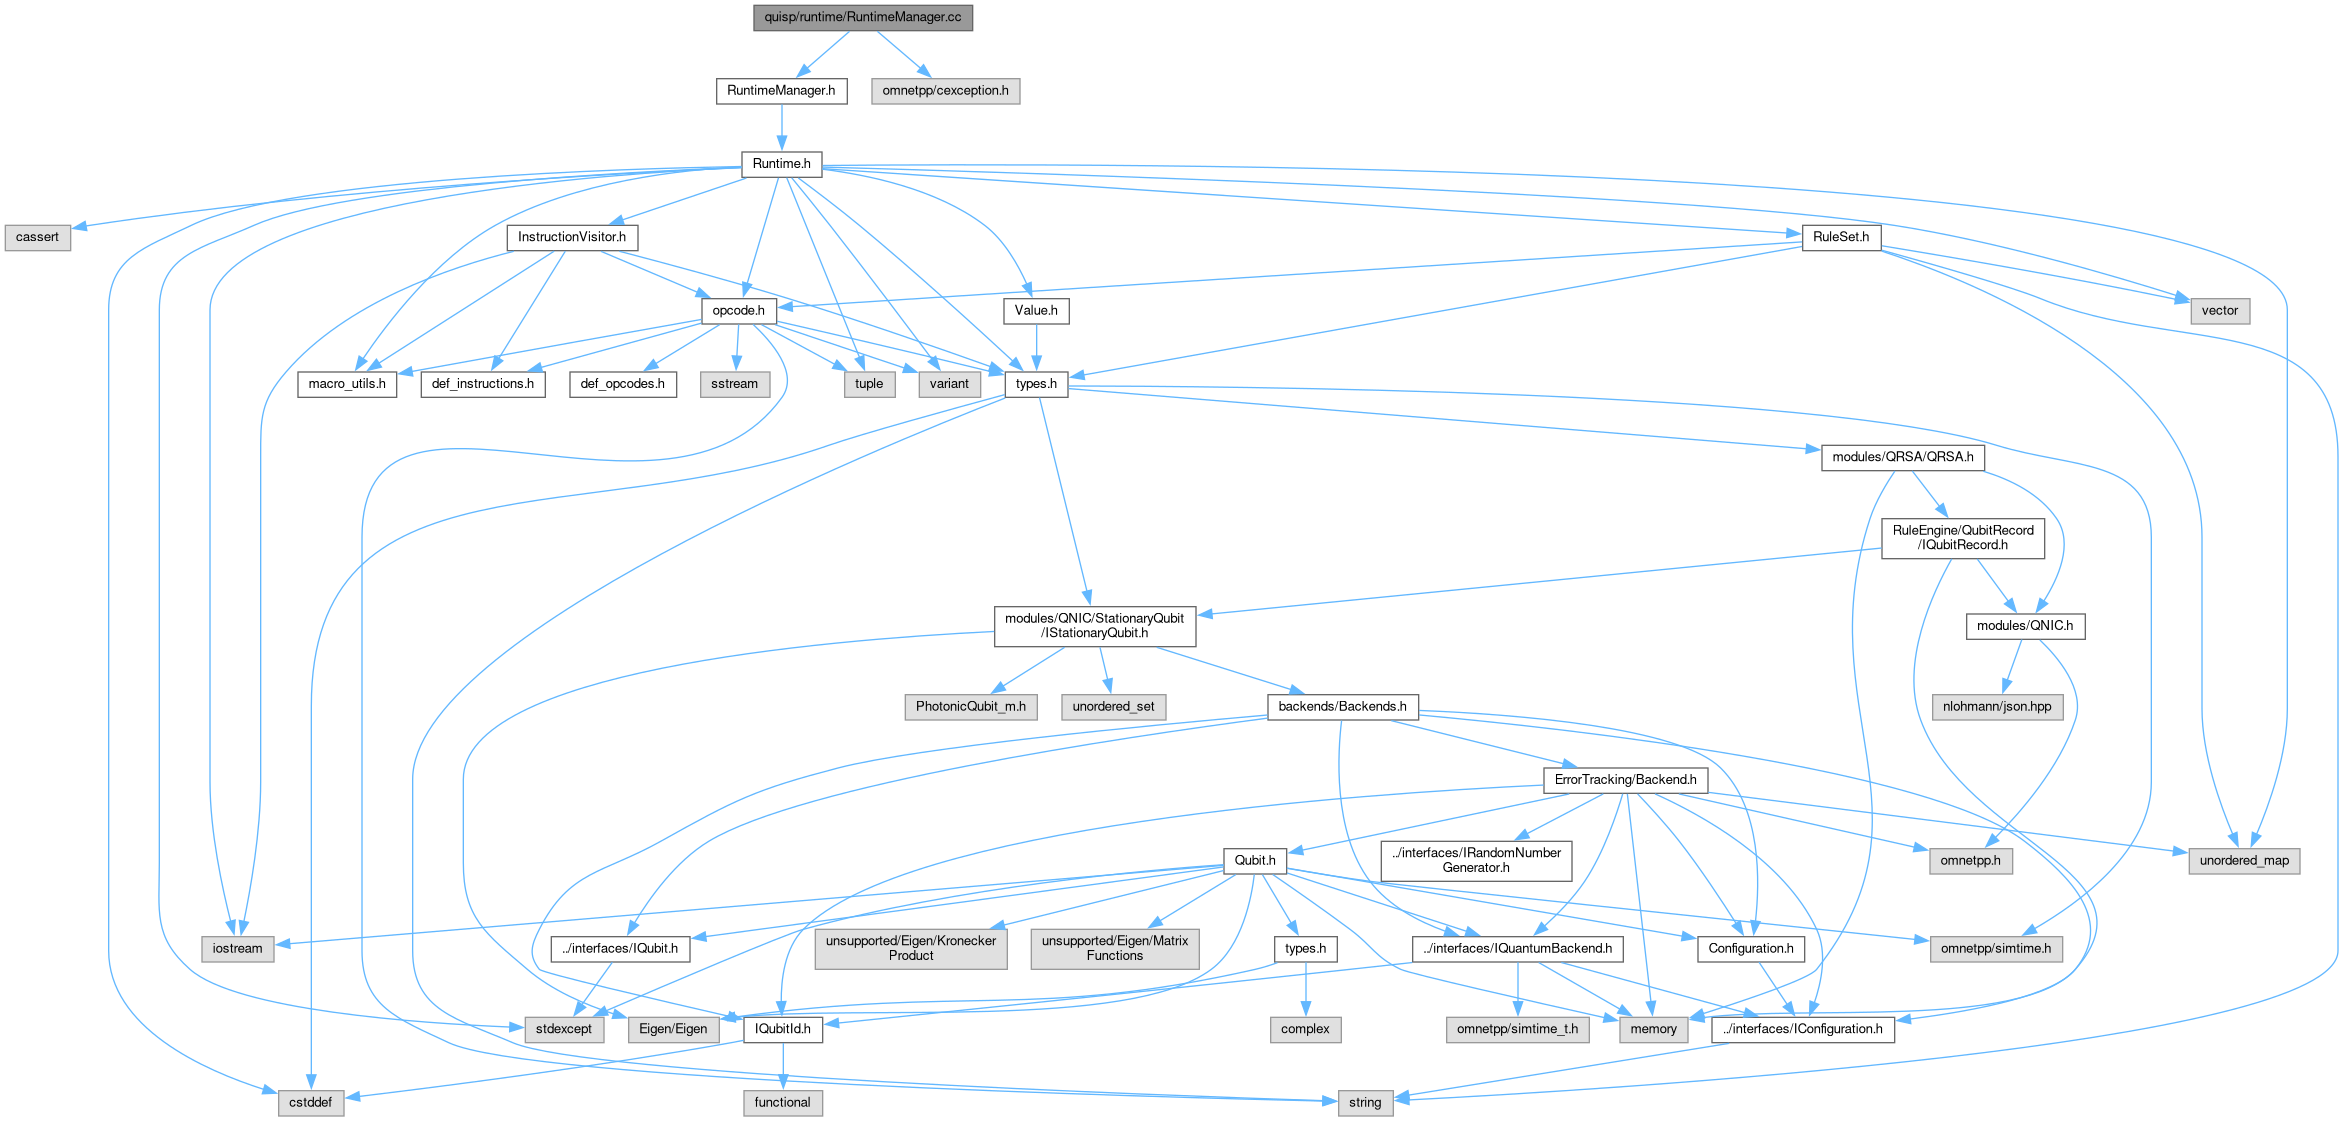 quisp/runtime/RuntimeManager.cc
RuntimeManager.h
omnetpp/cexception.h
Runtime.h
cassert
InstructionVisitor.h
RuleSet.h
opcode.h
Value.h
vector
macro_utils.h
def_instructions.h
def_opcodes.h
sstream
tuple
variant
types.h
modules/QRSA/QRSA.h
RuleEngine/QubitRecord
/IQubitRecord.h
modules/QNIC/StationaryQubit
/IStationaryQubit.h
modules/QNIC.h
PhotonicQubit_m.h
unordered_set
backends/Backends.h
nlohmann/json.hpp
ErrorTracking/Backend.h
Qubit.h
../interfaces/IRandomNumber
Generator.h
omnetpp.h
unordered_map
iostream
../interfaces/IQubit.h
unsupported/Eigen/Kronecker
Product
unsupported/Eigen/Matrix
Functions
types.h
../interfaces/IQuantumBackend.h
Configuration.h
omnetpp/simtime.h
stdexcept
Eigen/Eigen
IQubitId.h
complex
omnetpp/simtime_t.h
memory
../interfaces/IConfiguration.h
cstddef
functional
string